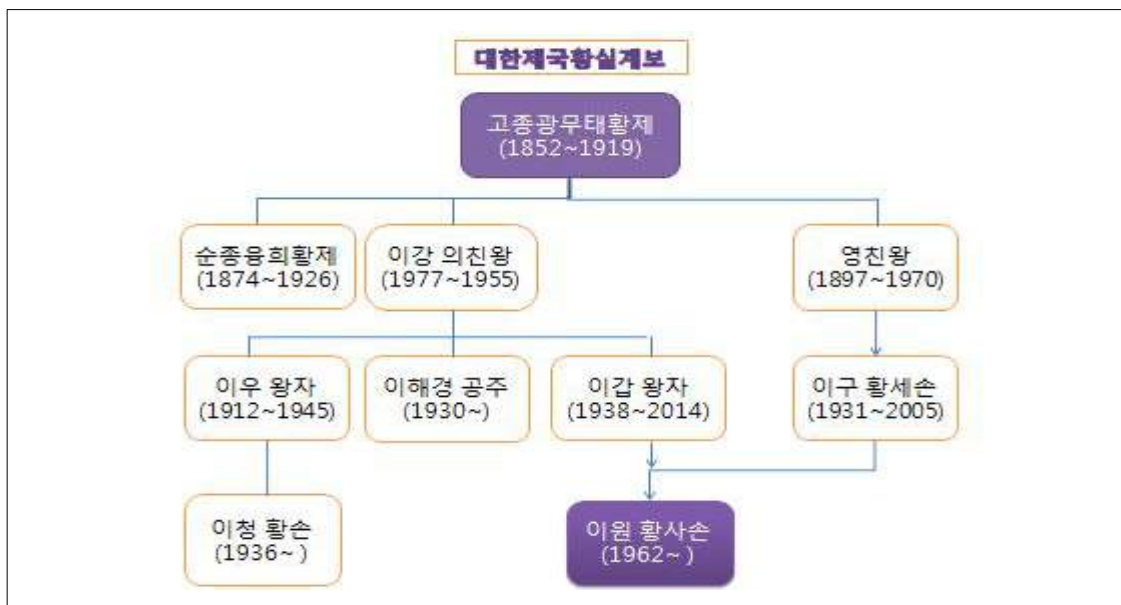 대한제국황실계보
고종광무태황제
(1852~1919)
순종융희황제
(1874~1926)
이강 의친왕
(1977~1955)
영친왕
(1897~1970)
이우 왕자
(1912~1945)
이해경 공주
(1930~)
이갑 왕자
(1938~2014)
이구 황세손
(1931~2005)
이청 황손
(1936~ )
이원 황사손
(1962~ )